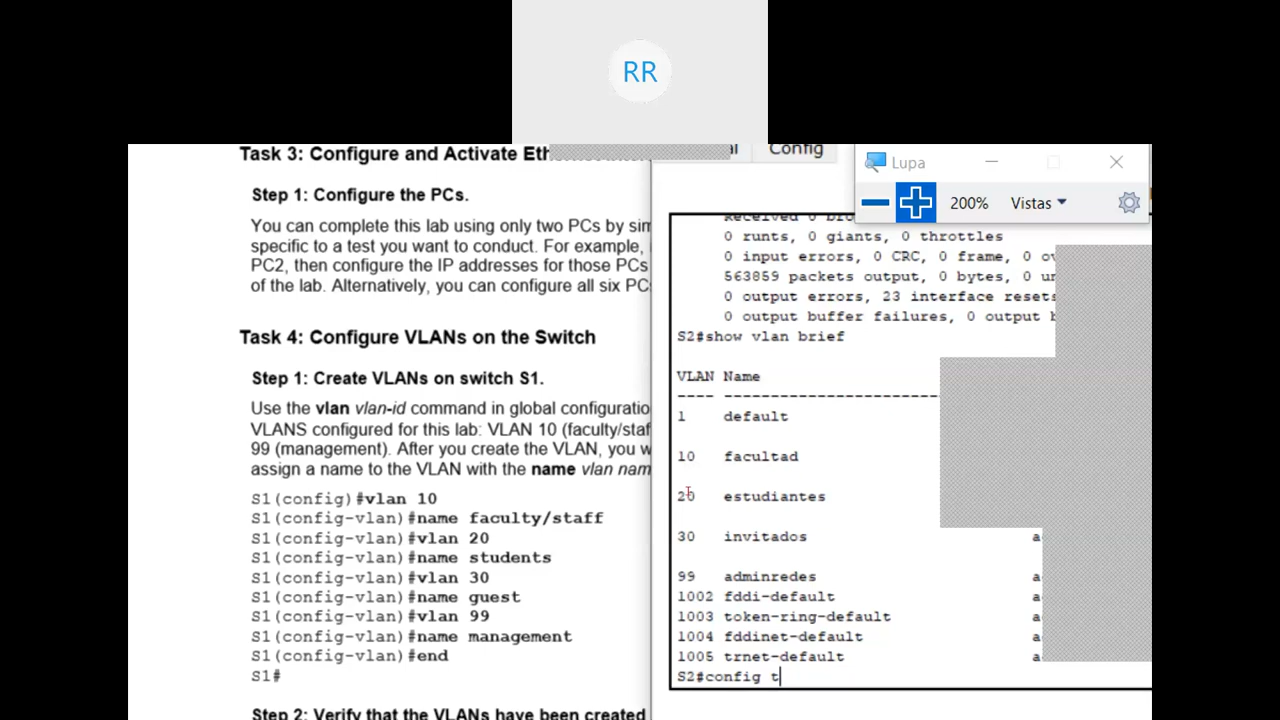 RR
Task 3: Configure and Activate
Config
Lupa
200%
Vistas
Step 1: Configure the PCs.
You can complete this lab using only two PCs by
specific to a test you want to conduct. For example,
PC2, then configure the IP addresses for those PCs
of the lab. Alternatively, you can configure all six
Task 4: Configure VLANs on the Switch
Step 1: Create VLANs on switch S1.
Use the vlan vlan-id command in global
VLANS configured for this lab: VLAN 10
99 (management). After you create the VLAN, you
assign a name to the VLAN with the name vlan
S1(config)#vlan 10
S1(config-vlan)#name faculty/staff
S1(config-vlan)#vlan 20
S1(config-vlan)#name students
S1(config-vlan)#vlan 30
S1(config-vlan)#name guest
S1(config-vlan)#vlan 99
S1(config-vlan)#name management
S1(config-vlan)#end
S1#
Step 2: Verify that the VLANs have been created
Received 0
0 runts, 0 giants, 0 throttles
0 input errors, 0 CRC, 0 frame, 0
563859 packets output, 0 bytes, 0
0 output errors, 23 interface resets
0 output buffer failures, 0 output
S2#show vlan brief
VLAN Name
---- -----------------------
1 default
10 facultad
20 estudiantes
30 invitados
99 adminredes
1002 fddi-default
1003 token-ring-default
1004 fddinet-default
1005 trnet-default
S2#config t